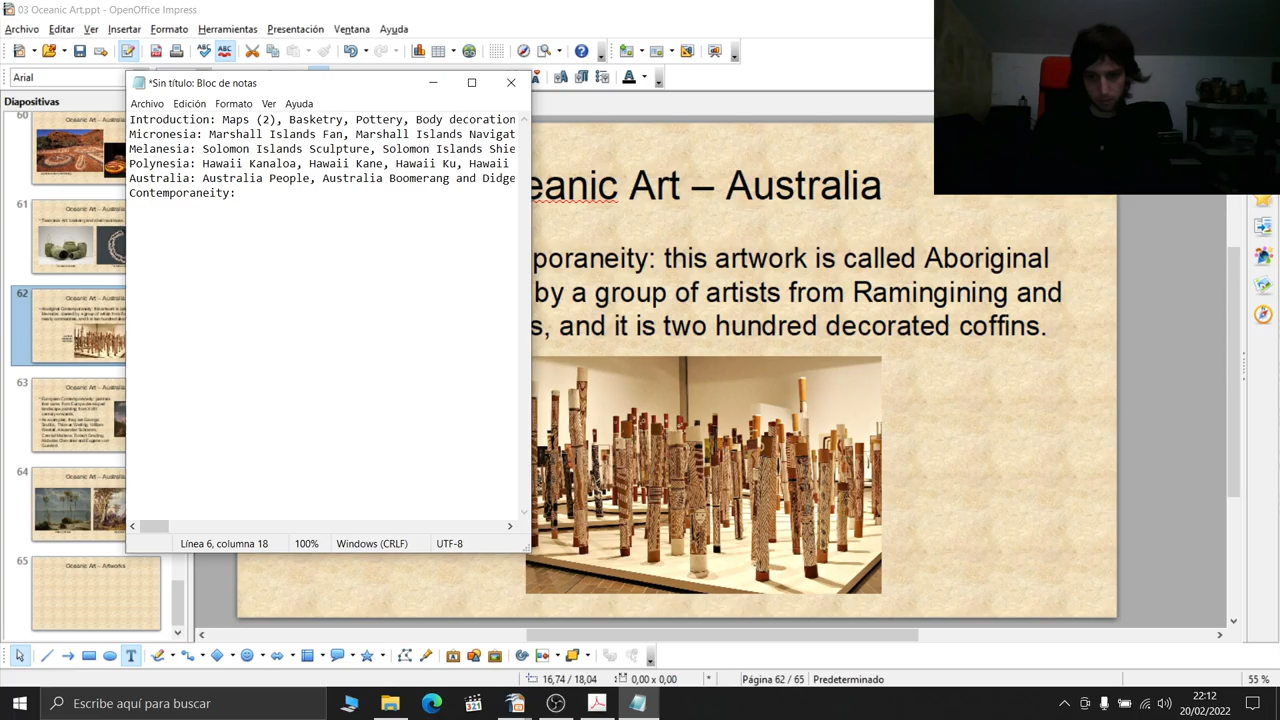 03 Oceanic Art.ppt - OpenOffice Impress
Archivo Editar Ver Insertar Formato Herramientas Presentación Ventana Ayuda
Arial
Diapositivas
*Sin título: Bloc de notas
Archivo Edición Formato Ver Ayuda
Introduction: Maps (2), Basketry, Pottery, Body decoration
Micronesia: Marshall Islands Fan, Marshall Islands Navigat
Melanesia: Solomon Islands Sculpture, Solomon Islands Shie
Polynesia: Hawaii Kanaloa, Hawaii Kane, Hawaii Ku, Hawaii
Australia: Australia People, Australia Boomerang and Didge
Contemporaneity:
Línea 6, columna 18 100% Windows (CRLF) UTF-8
eanic Art – Australia
poraneity: this artwork is called Aboriginal
by a group of artists from Ramingining and
s, and it is two hundred decorated coffins.
60
61
62
63
64
65
Oceanic Art – Artworks
16,74 / 18,04 0,00 x 0,00 * Página 62 / 65 Predeterminado 55 %
Escribe aquí para buscar
321
22:12
20/02/2022